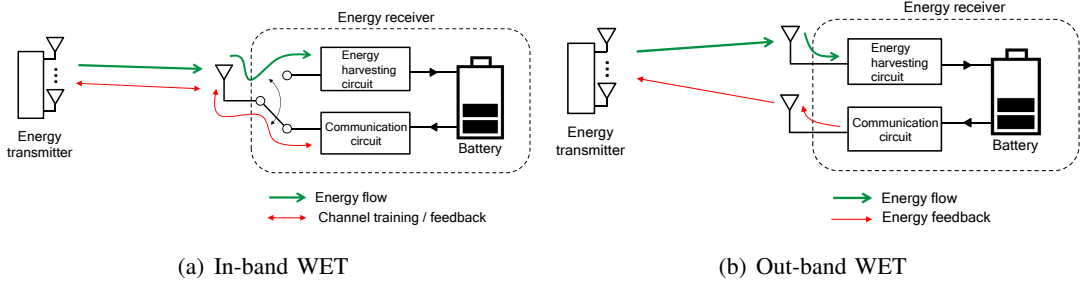 Energy receiver
Energy
harvesting
circuit
Energy
transmitter
Communication
circuit
Battery
Energy flow
Channel training / feedback
(a) In-band WET
Energy receiver
Energy
harvesting
circuit
Energy
transmitter
Communication
circuit
Battery
Energy flow
Energy feedback
(b) Out-band WET